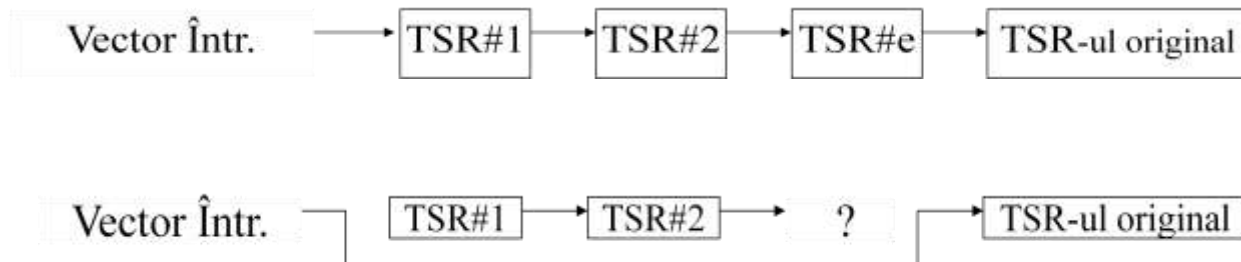 Vector Într. TSR#1 TSR#2 TSR#e TSR-ul original
Vector Într. TSR#1 TSR#2 ? TSR-ul original